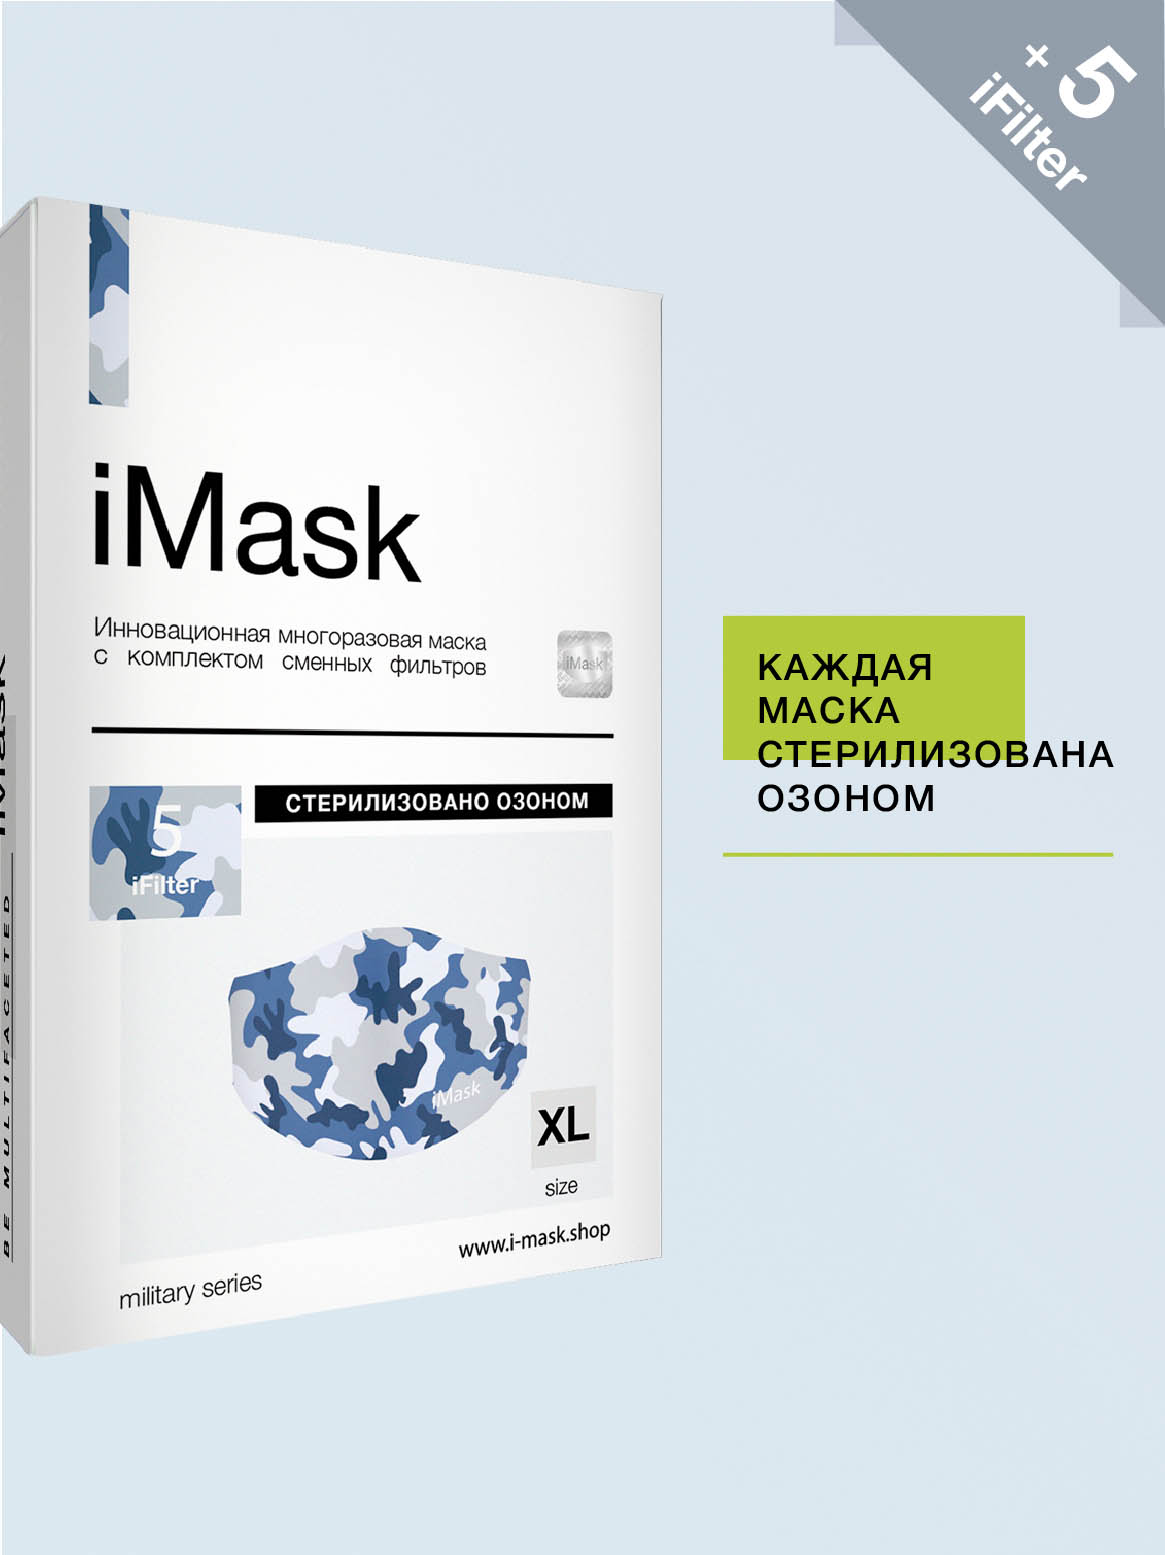 + 5
iFilter
iMask
Инновационная многоразовая маска
с комплектом сменных фильтров
iMask
СТЕРИЛИЗОВАНО ОЗОНОМ
5
iFilter
iMask
XL
size
www.i-mask.shop
military series
BE MULTIFACETED iMask
КАЖДАЯ
МАСКА
СТЕРИЛИЗОВАНА
ОЗОНОМ